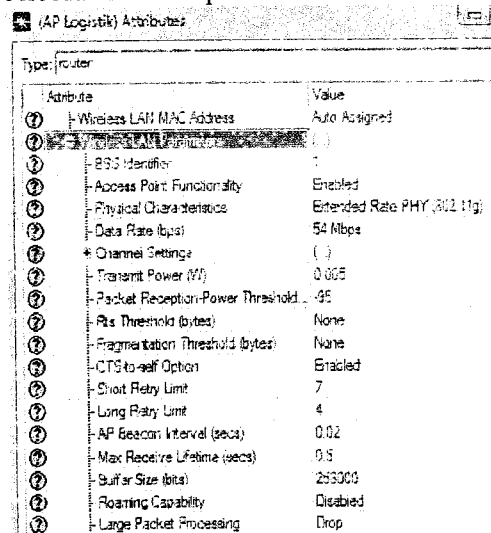 (AP Logistik) Attributes
Type: router
Attribute Value
Wireless LAN MAC Address Auto Assigned
(...)
BSS Identifier 1
Access Point Functionality Enabled
Physical Characteristics Extended Rate PHY (802.11g)
Data Rate (bps) 54 Mbps
Channel Settings (...)
Transmit Power (W) 0.005
Packet Reception-Power Threshold... -95
Rts Threshold (bytes) None
Fragmentation Threshold (bytes) None
CTS-to-self Option Enabled
Short Retry Limit 7
Long Retry Limit 4
AP Beacon Interval (secs) 0.02
Max Receive Lifetime (secs) 0.5
Buffer Size (bits)
Roaming Capability Disabled
Large Packet Processing Drop